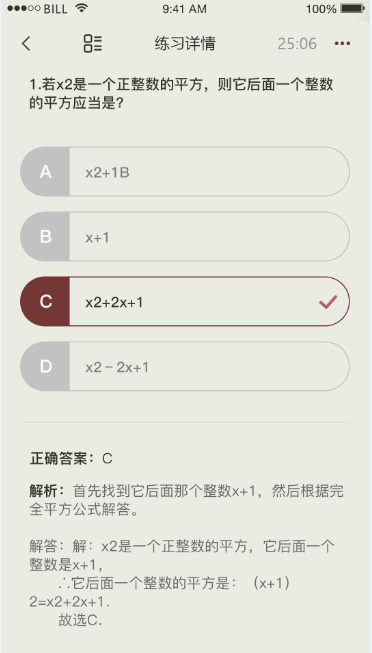 BILL 9:41 AM 100%
练习详情 25:06
1.若x2是一个正整数的平方，则它后面一个整数
的平方应当是？
A x2+1B
B x+1
C x2+2x+1
D x2－2x+1
正确答案：C
解析：首先找到它后面那个整数x+1，然后根据完
全平方公式解答。
解答：解：x2是一个正整数的平方，它后面一个
整数是x+1，
∴它后面一个整数的平方是：（x+1）
2=x2+2x+1．
故选C．